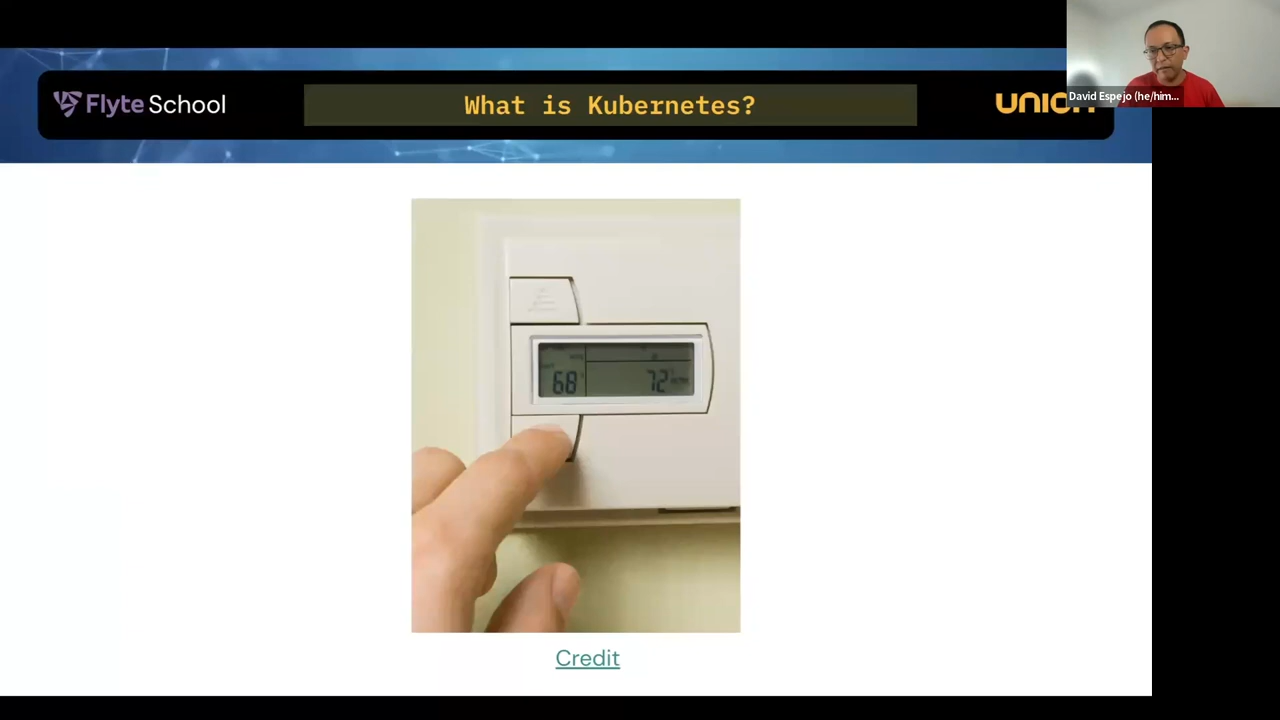 Flyte School
What is Kubernetes?
UNION
David Espejo (he/him...
68
72
Credit